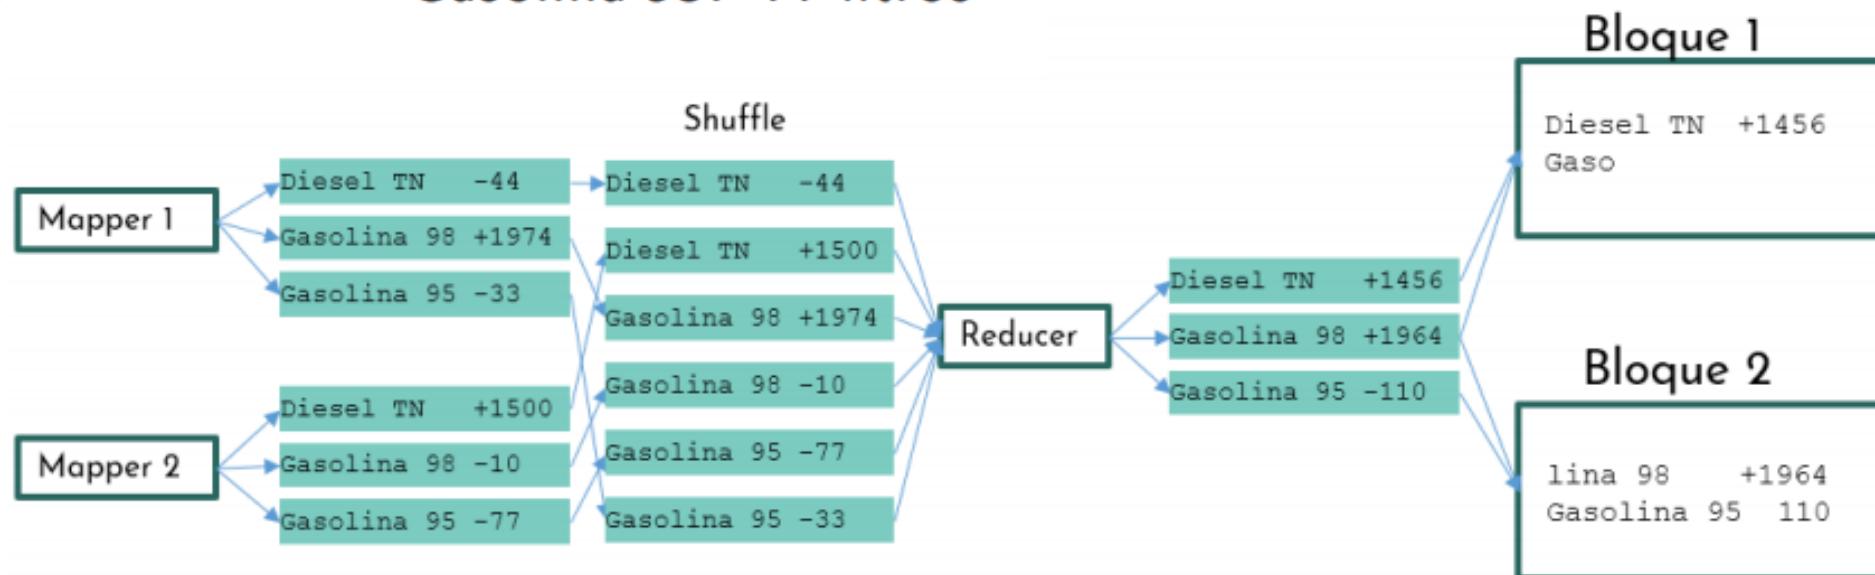 Bloque 1
Shuffle
Mapper 1
Diesel TN -44
Gasolina 98 +1974
Gasolina 95 -33
Mapper 2
Diesel TN +1500
Gasolina 98 -10
Gasolina 95 -77
Diesel TN -44
Diesel TN +1500
Gasolina 98 +1974
Gasolina 98 -10
Gasolina 95 -77
Gasolina 95 -33
Reducer
Diesel TN +1456
Gasolina 98 +1964
Gasolina 95 -110
Diesel TN +1456
Gaso
Bloque 2
lina 98 +1964
Gasolina 95 110